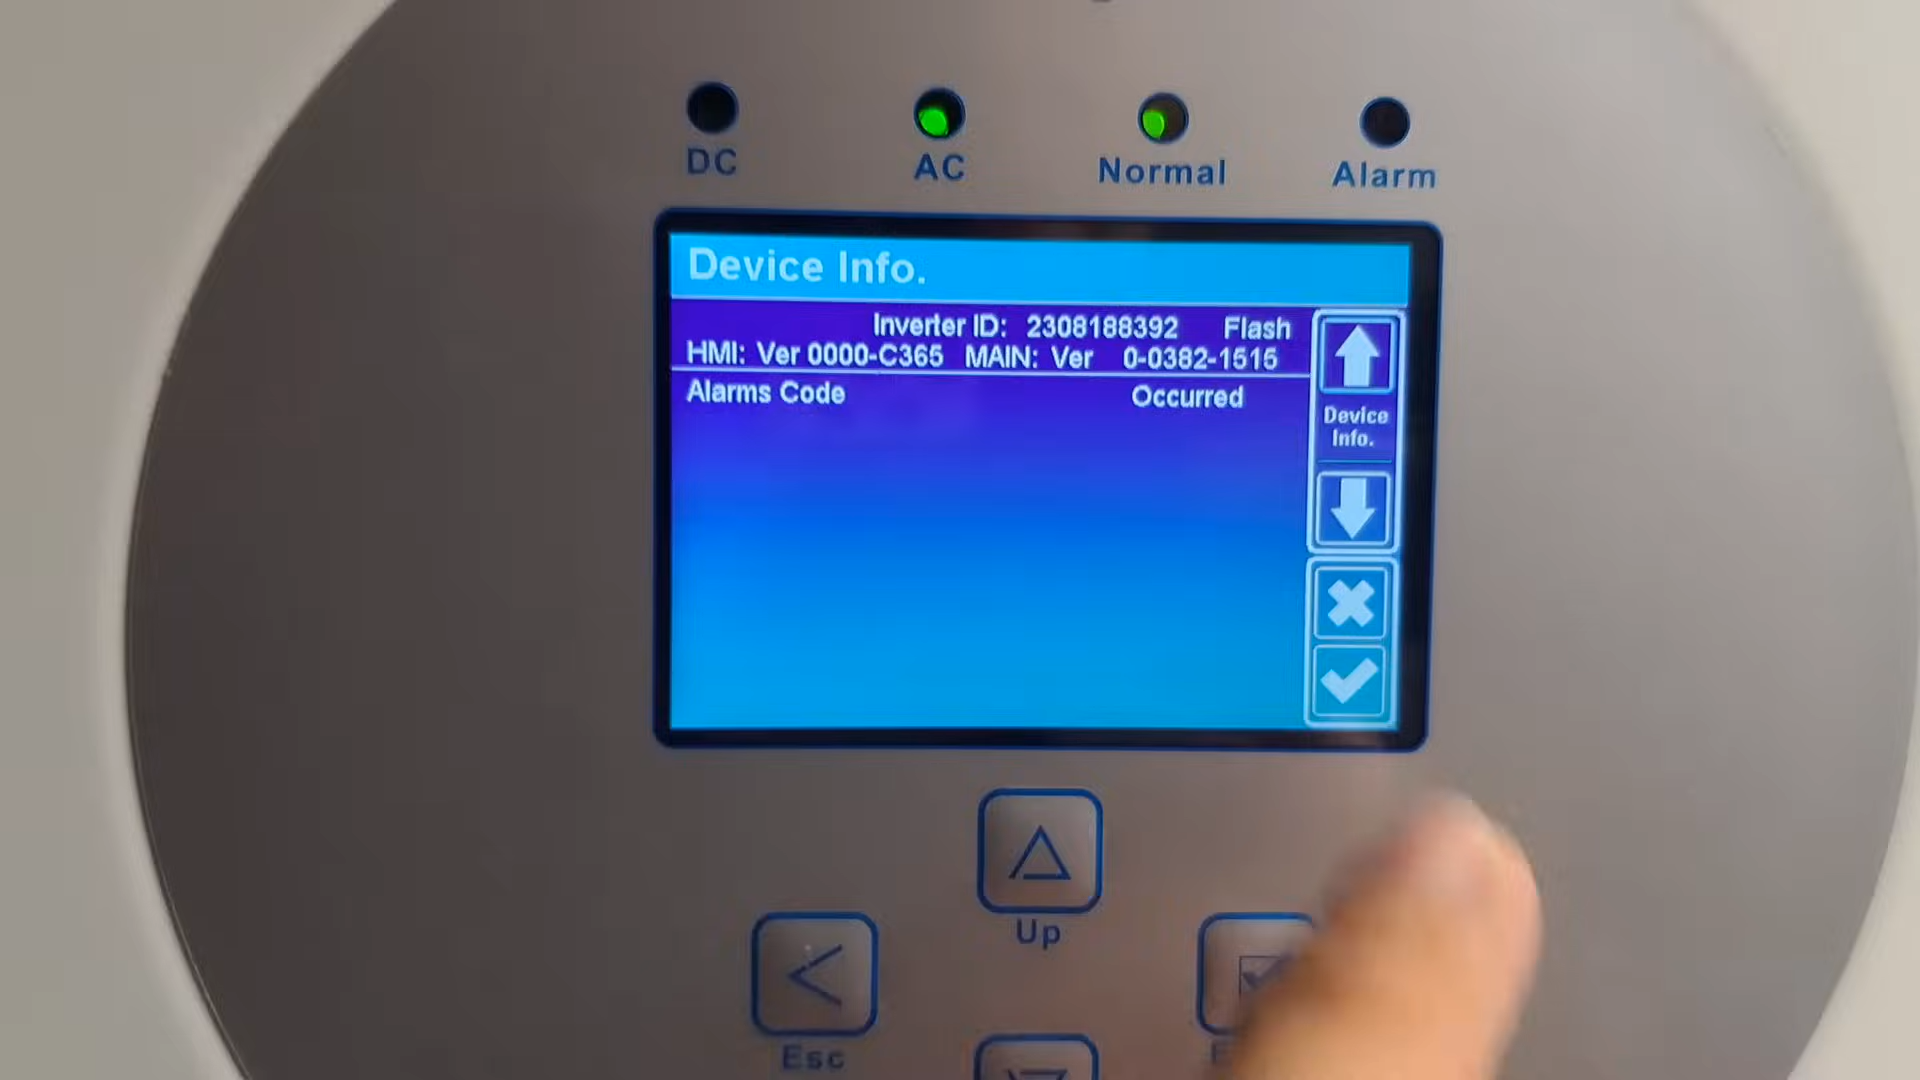 DC AC Normal Alarm
Device Info.
Inverter ID: 2308188392 Flash
HMI: Ver 0000-C365 MAIN: Ver 0-0382-1515
Alarms Code Occurred
Device
Info.
Up
Esc